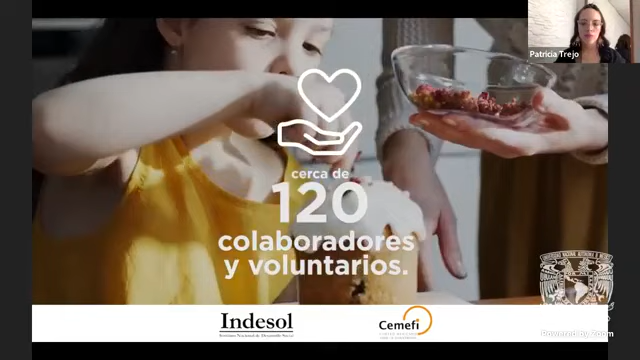 Patricia Trejo
cerca de
120
colaboradores
y voluntarios.
Indesol
Instituto Nacional de Desarrollo Social
Cemefi
Powered by Zoom